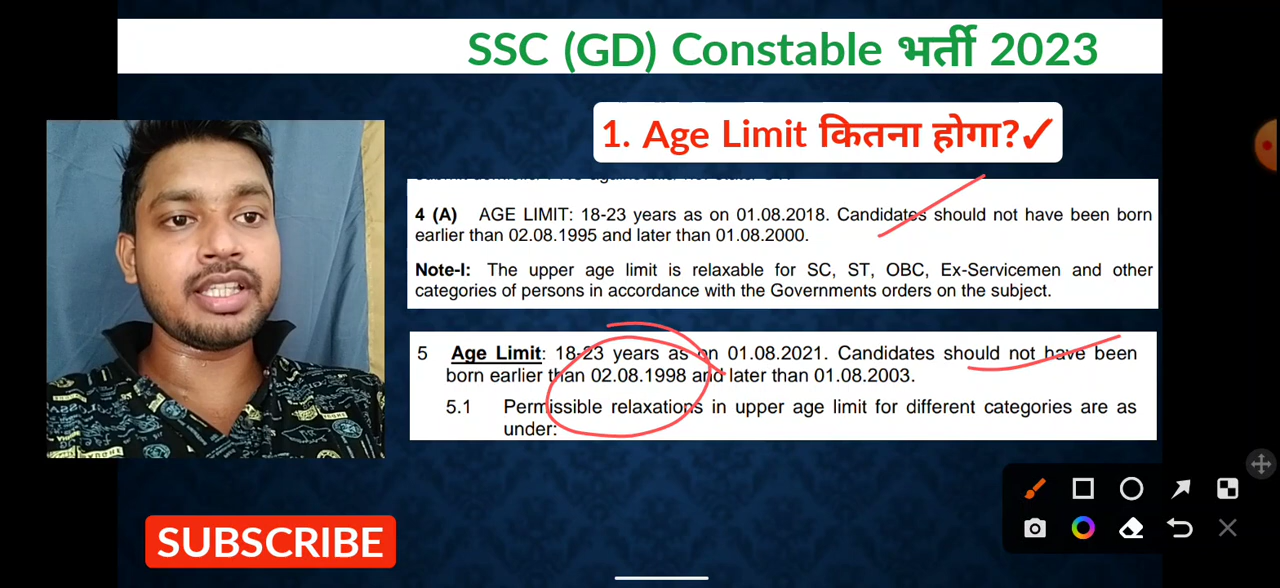 SSC (GD) Constable भर्ती 2023
1. Age Limit कितना होगा?✓
4 (A) AGE LIMIT: 18-23 years as on 01.08.2018. Candidates should not have been born
earlier than 02.08.1995 and later than 01.08.2000.
Note-I: The upper age limit is relaxable for SC, ST, OBC, Ex-Servicemen and other
categories of persons in accordance with the Governments orders on the subject.
5 Age Limit: 18-23 years as on 01.08.2021. Candidates should not have been
born earlier than 02.08.1998 and later than 01.08.2003.
5.1 Permissible relaxations in upper age limit for different categories are as
under:
SUBSCRIBE